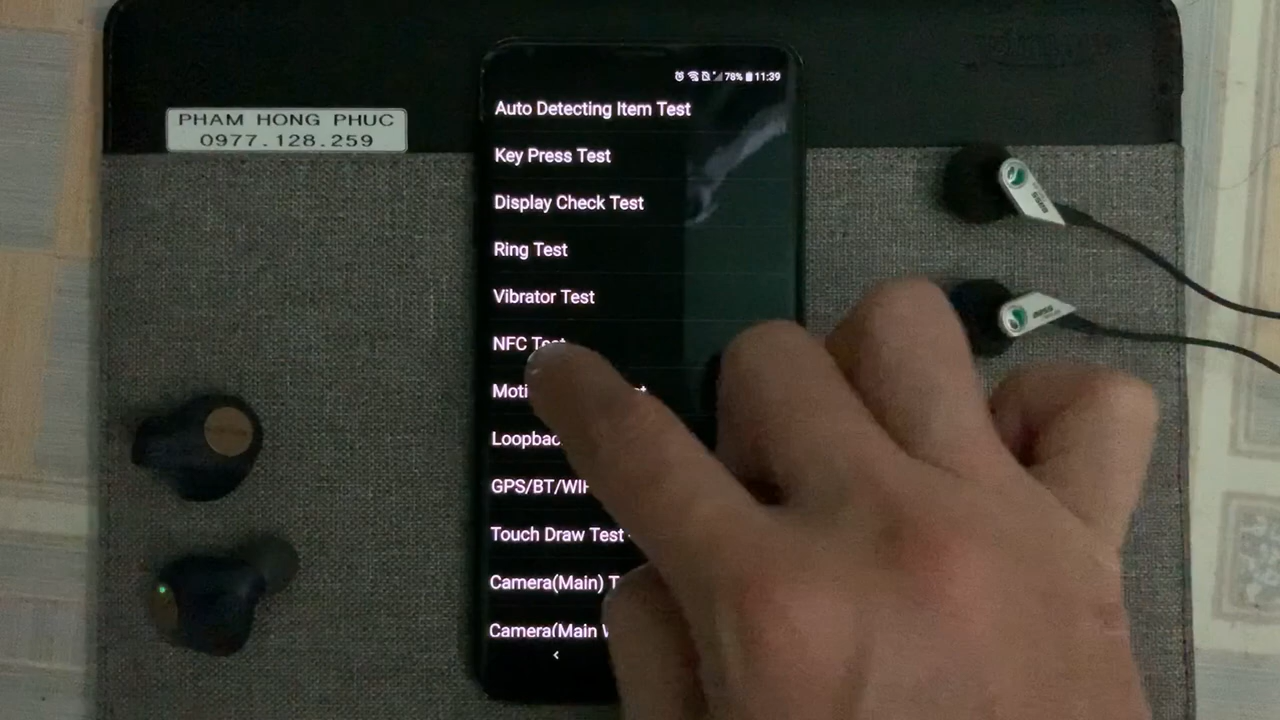 PHAM HONG PHUC
0977.128.259
78% 11:39
Auto Detecting Item Test
Key Press Test
Display Check Test
Ring Test
Vibrator Test
NFC Test
Moti
Loopbac
GPS/BT/WIF
Touch Draw Test
Camera(Main) T
Camera(Main